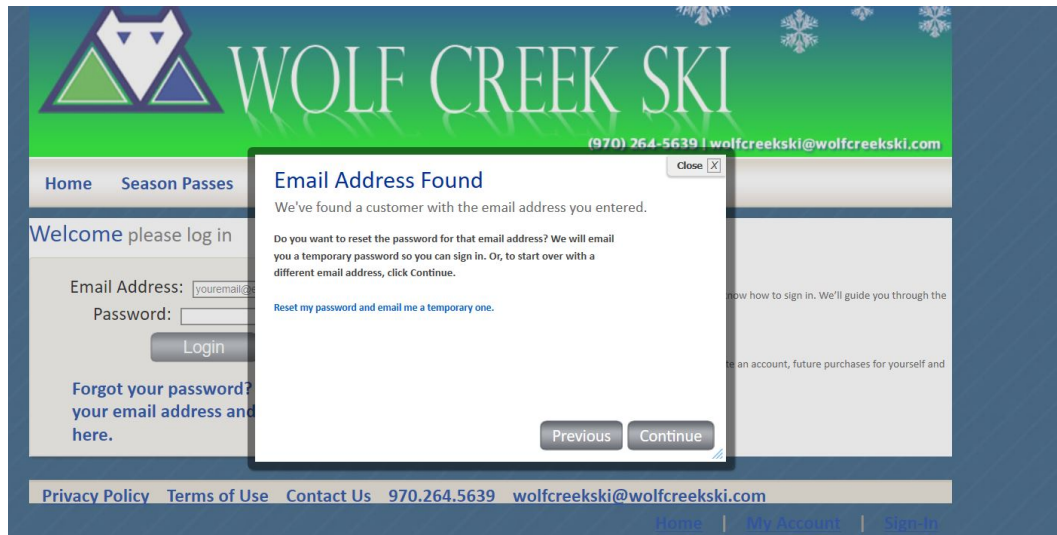 WOLF CREEK SKI
(970) 264-5639 | wolfcreekski@wolfcreekski.com
Home Season Passes
Close X
Email Address Found
We've found a customer with the email address you entered.
Do you want to reset the password for that email address? We will email
you a temporary password so you can sign in. Or, to start over with a
different email address, click Continue.
Reset my password and email me a temporary one.
Previous Continue
Welcome please log in
Email Address: youremail@
Password:
Login
Forgot your password?
your email address and
here.
now how to sign in. We'll guide you through the
an account, future purchases for yourself and
Privacy Policy Terms of Use Contact Us 970.264.5639 wolfcreekski@wolfcreekski.com
Home | My Account | Sign-In